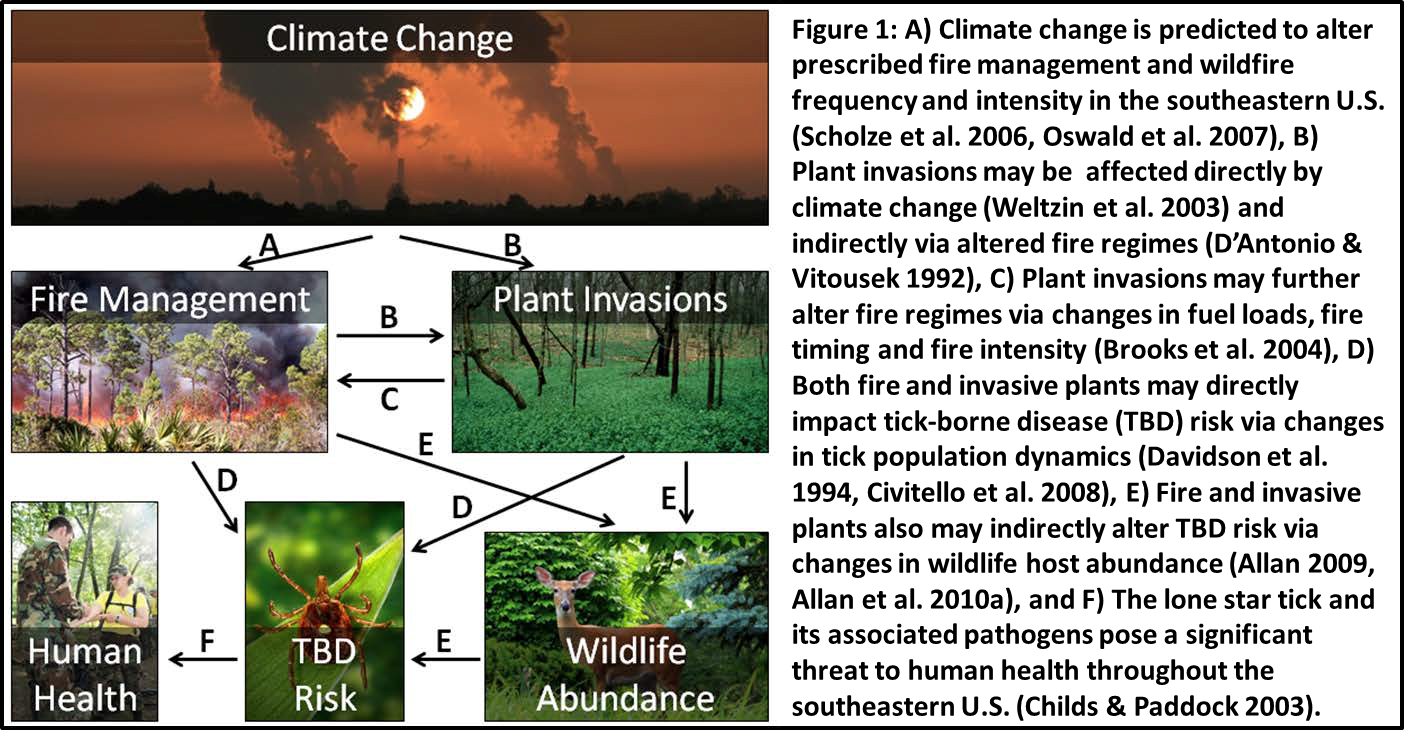 Climate Change
A
B
Fire Management
Plant Invasions
B
C
E
D
D
E
Human
Health
F
TBD
Risk
E
Wildlife
Abundance
Figure 1: A) Climate change is predicted to alter
prescribed fire management and wildfire
frequency and intensity in the southeastern U.S.
(Scholze et al. 2006, Oswald et al. 2007), B)
Plant invasions may be  affected directly by
climate change (Weltzin et al. 2003) and
indirectly via altered fire regimes (D’Antonio &
Vitousek 1992), C) Plant invasions may further
alter fire regimes via changes in fuel loads, fire
timing and fire intensity (Brooks et al. 2004), D)
Both fire and invasive plants may directly
impact tick-borne disease (TBD) risk via changes
in tick population dynamics (Davidson et al.
1994, Civitello et al. 2008), E) Fire and invasive
plants also may indirectly alter TBD risk via
changes in wildlife host abundance (Allan 2009,
Allan et al. 2010a), and F) The lone star tick and
its associated pathogens pose a significant
threat to human health throughout the
southeastern U.S. (Childs & Paddock 2003).